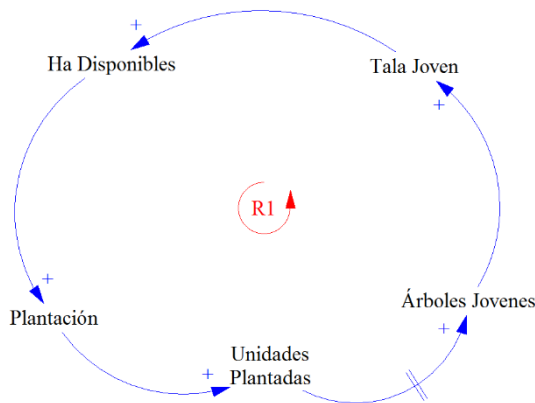 +
Ha Disponibles
Tala Joven
+
R1
+
Plantación
Árboles Jovenes
+
Unidades
Plantadas
+